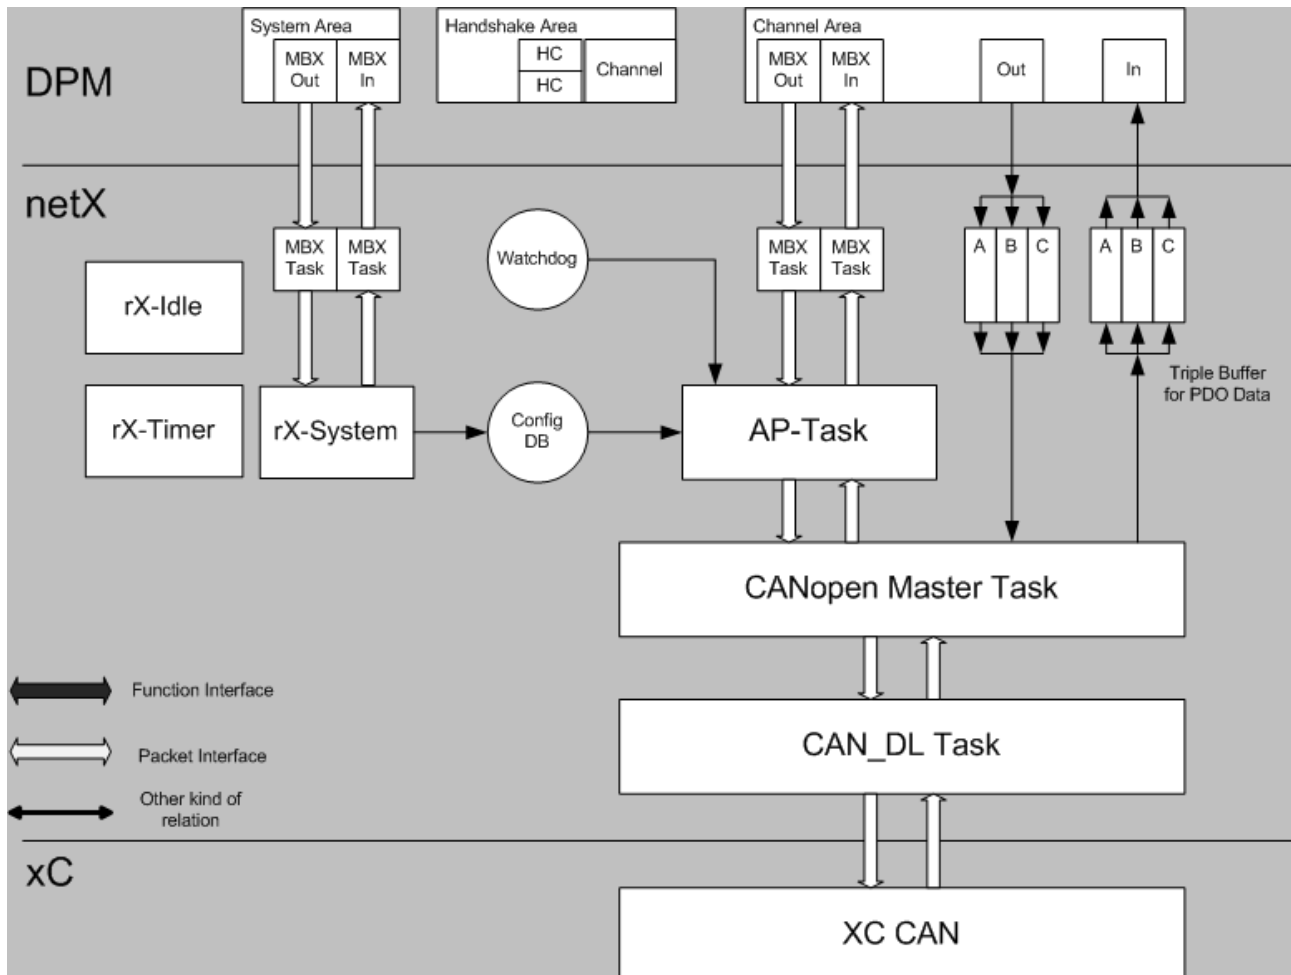 System Area
Handshake Area
Channel Area
DPM
MBX
Out
MBX
In
HC
HC
Channel
MBX
Out
MBX
In
Out
In
netX
MBX
Task
MBX
Task
Watchdog
MBX
Task
MBX
Task
A
B
C
A
B
C
rX-Idle
Triple Buffer
for PDO Data
rX-Timer
rX-System
Config
DB
AP-Task
CANopen Master Task
Function Interface
CAN_DL Task
Packet Interface
Other kind of
relation
xC
XC CAN